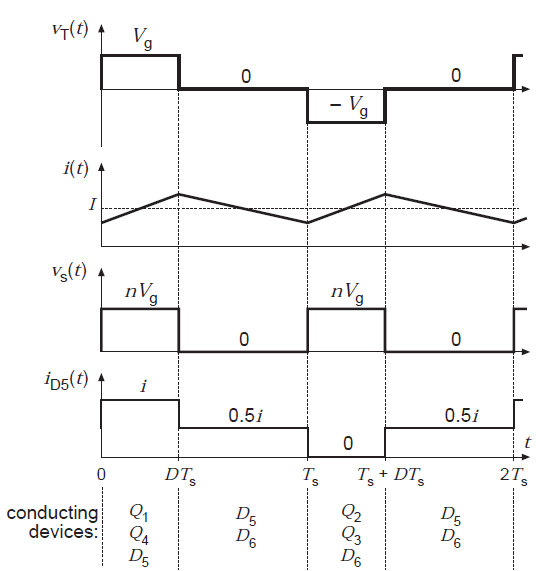 vT(t)
Vg
0
– Vg
0
i(t)
I
vs(t)
nVg
nVg
0
0
iD5(t)
i
0.5i
0
0.5i
t
0 DTs Ts Ts + DTs 2Ts
conducting devices:
Q1 D5 Q2 D5
Q4 D6 Q3 D6
D5 D6